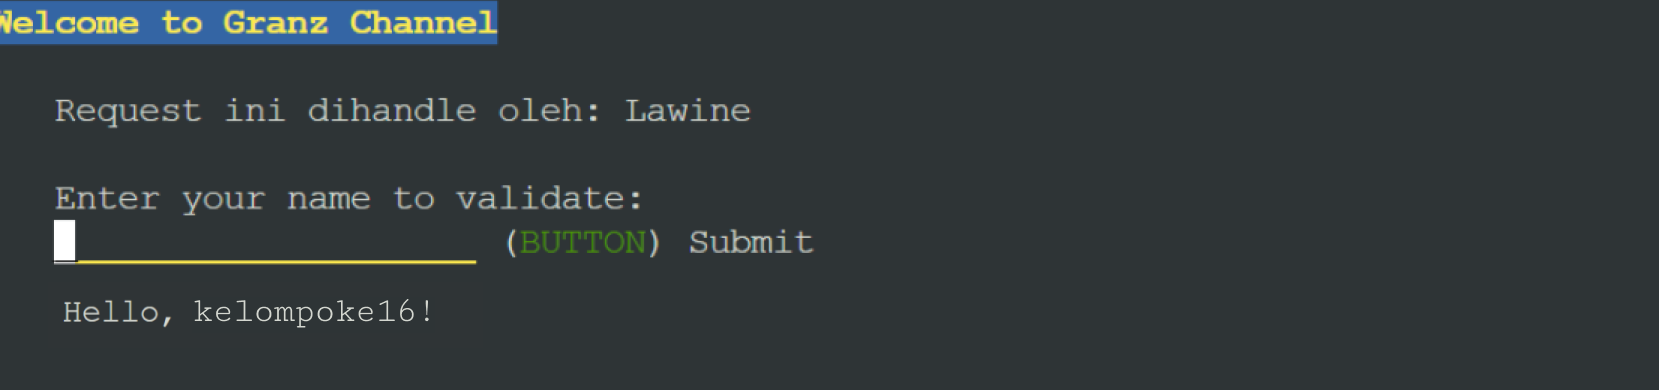 Welcome to Granz Channel
Request ini dihandle oleh: Lawine
Enter your name to validate:
(BUTTON) Submit
Hello, kelompoke16!